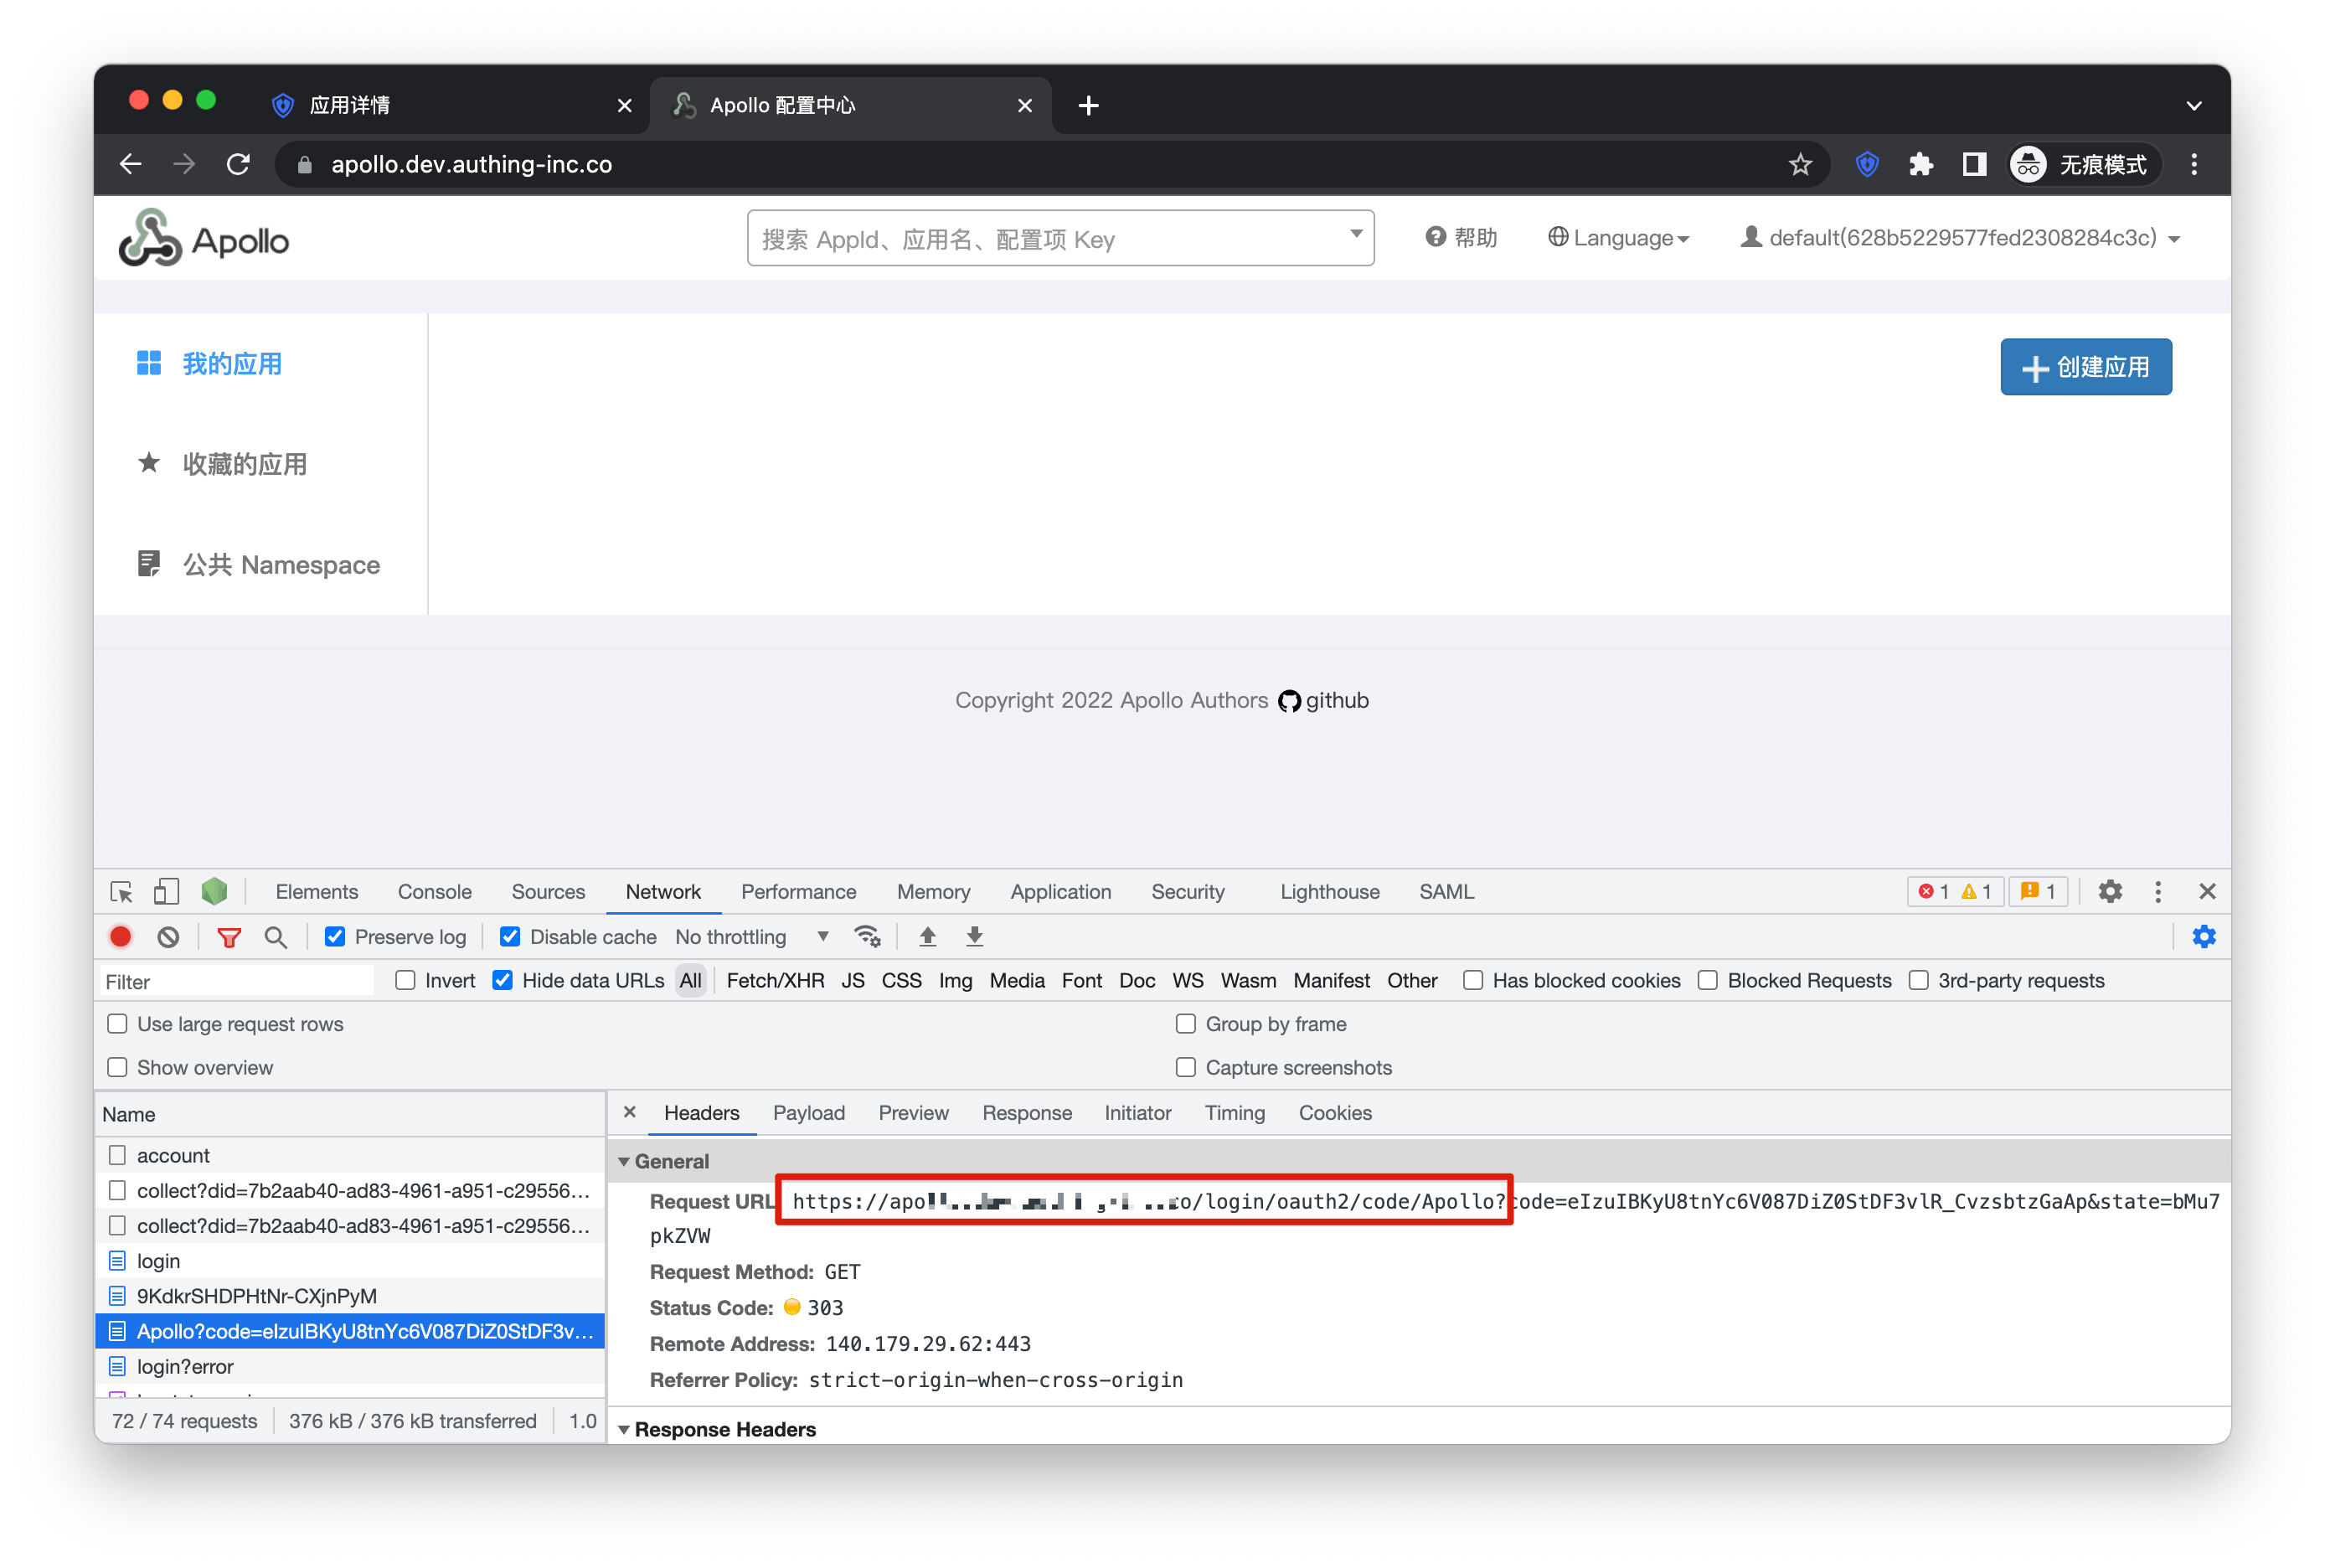 应用详情
Apollo 配置中心
apollo.dev.authing-inc.co
无痕模式
Apollo
搜索 AppId、应用名、配置项 Key
帮助
Language
default(628b5229577fed2308284c3c)
我的应用
创建应用
收藏的应用
公共 Namespace
Copyright 2022 Apollo Authors github
Elements Console Sources Network Performance Memory Application Security Lighthouse SAML 1 1 1
Preserve log Disable cache No throttling
Filter Invert Hide data URLs All Fetch/XHR JS CSS Img Media Font Doc WS Wasm Manifest Other Has blocked cookies Blocked Requests 3rd-party requests
Use large request rows Group by frame
Show overview Capture screenshots
Name
account
collect?did=7b2aab40-ad83-4961-a951-c29556...
collect?did=7b2aab40-ad83-4961-a951-c29556...
login
9KdkrSHDPHtNr-CXjnPyM
Apollo?code=eIzuIBKyU8tnYc6V087DiZ0StDF3v...
login?error
72 / 74 requests 376 kB / 376 kB transferred 1.0
Headers Payload Preview Response Initiator Timing Cookies
General
Request URL https://apo co/login/oauth2/code/Apollo?code=eIzuIBKyU8tnYc6V087DiZ0StDF3vlR_CvzsbtzGaAp&state=bMu7
pkZVW
Request Method: GET
Status Code: 303
Remote Address: 140.179.29.62:443
Referrer Policy: strict-origin-when-cross-origin
Response Headers